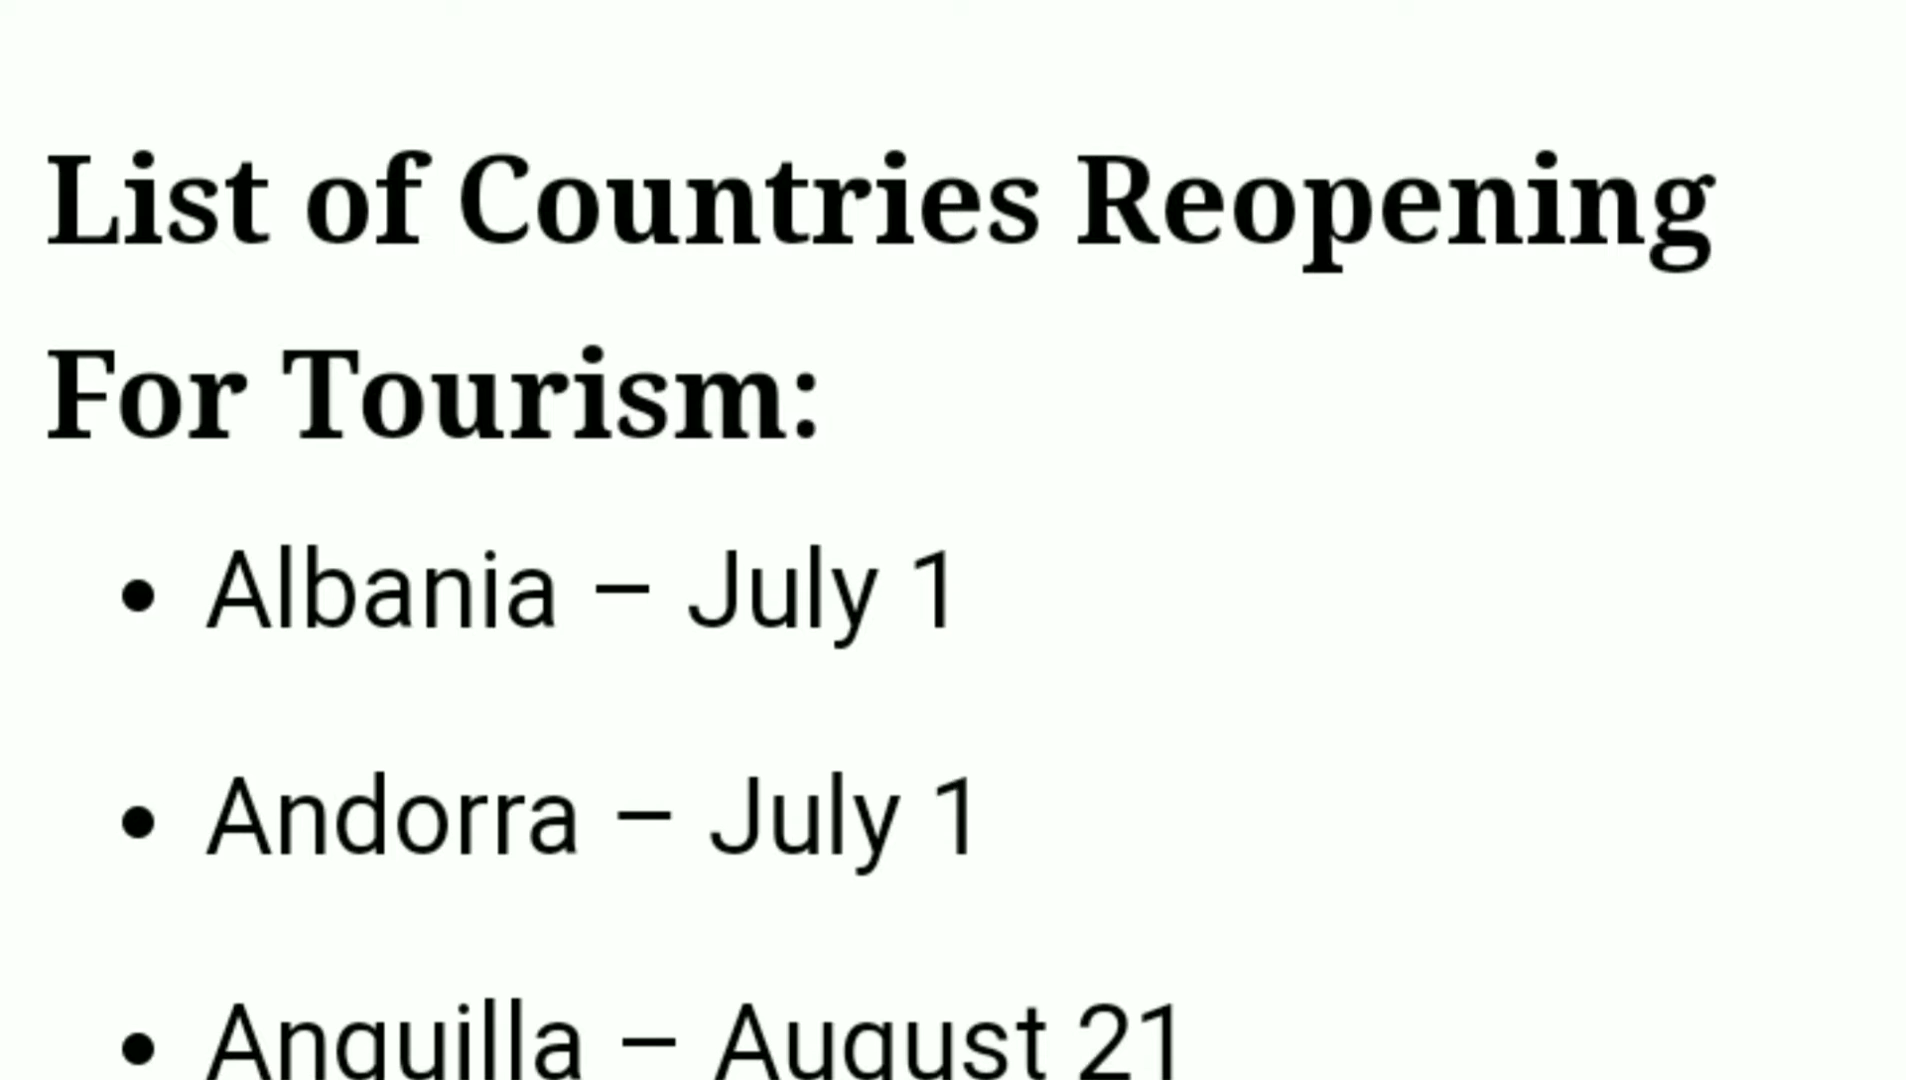 List of Countries Reopening
For Tourism:
• Albania – July 1
• Andorra – July 1
• Anguilla – August 21